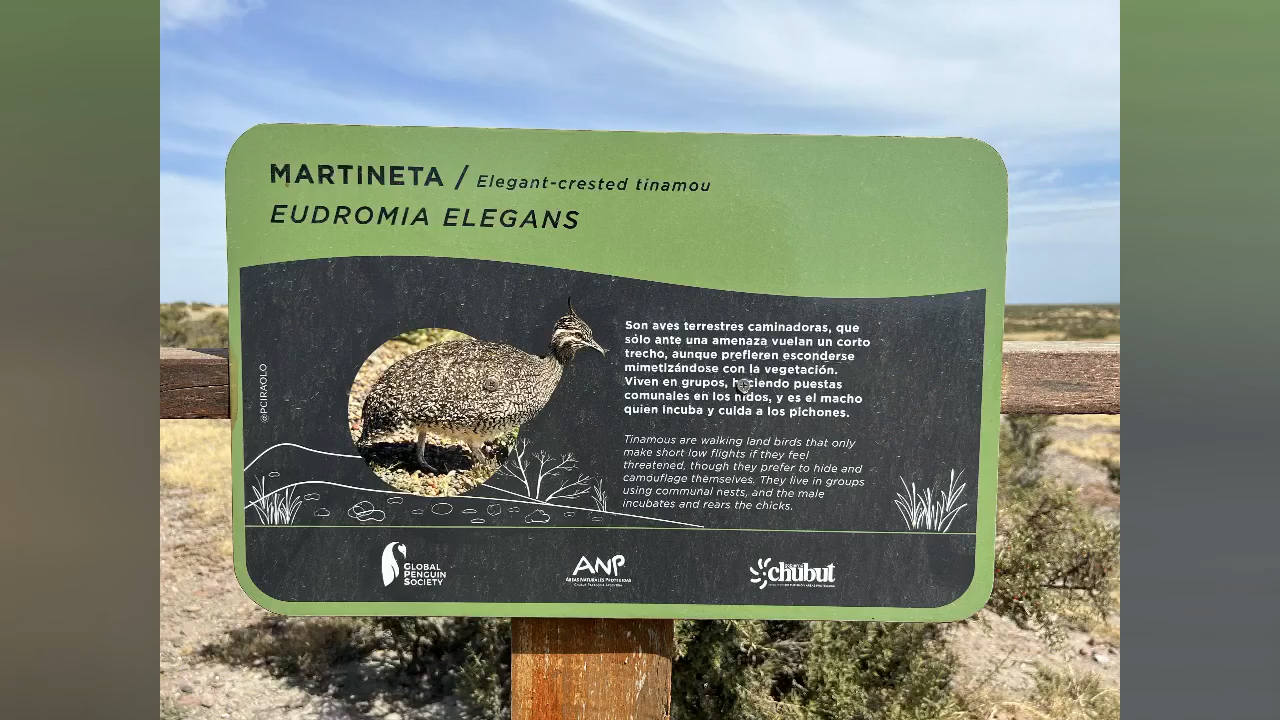 MARTINETA / Elegant-crested tinamou
EUDROMIA ELEGANS
Son aves terrestres caminadoras, que
sólo ante una amenaza vuelan un corto
trecho, aunque prefieren esconderse
mimetizándose con la vegetación.
Viven en grupos, haciendo puestas
comunales en los nidos, y es el macho
quien incuba y cuida a los pichones.
@PCIRAOLO
Tinamous are walking land birds that only
make short low flights if they feel
threatened, though they prefer to hide and
camouflage themselves. They live in groups
using communal nests, and the male
incubates and rears the chicks.
GLOBAL
PENGUIN
SOCIETY
ANP
ÁREAS NATURALES PROTEGIDAS
chubut